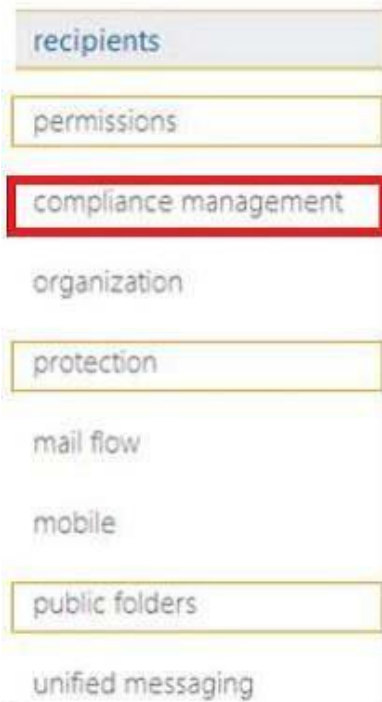 recipients
permissions
compliance management
organization
protection
mail flow
mobile
public folders
unified messaging